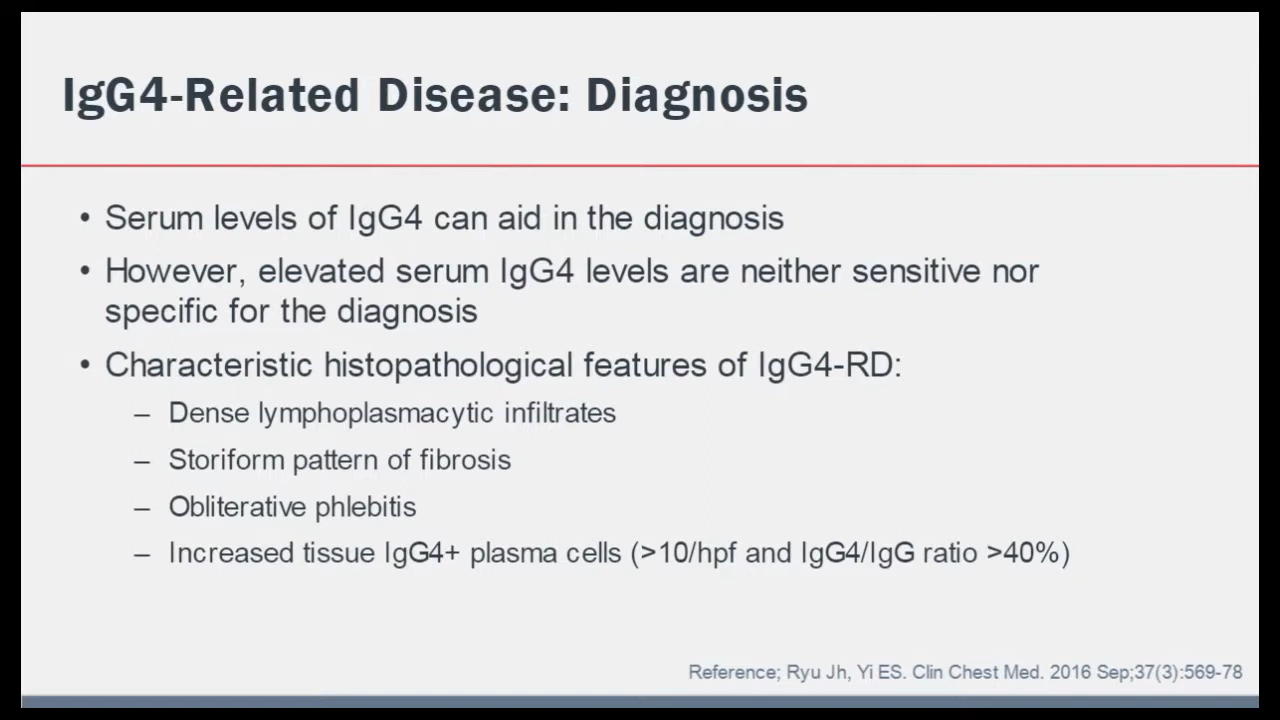 IgG4-Related Disease: Diagnosis
• Serum levels of IgG4 can aid in the diagnosis
• However, elevated serum IgG4 levels are neither sensitive nor
specific for the diagnosis
• Characteristic histopathological features of IgG4-RD:
– Dense lymphoplasmacytic infiltrates
– Storiform pattern of fibrosis
– Obliterative phlebitis
– Increased tissue IgG4+ plasma cells (>10/hpf and IgG4/IgG ratio >40%)
Reference; Ryu Jh, Yi ES. Clin Chest Med. 2016 Sep;37(3):569-78